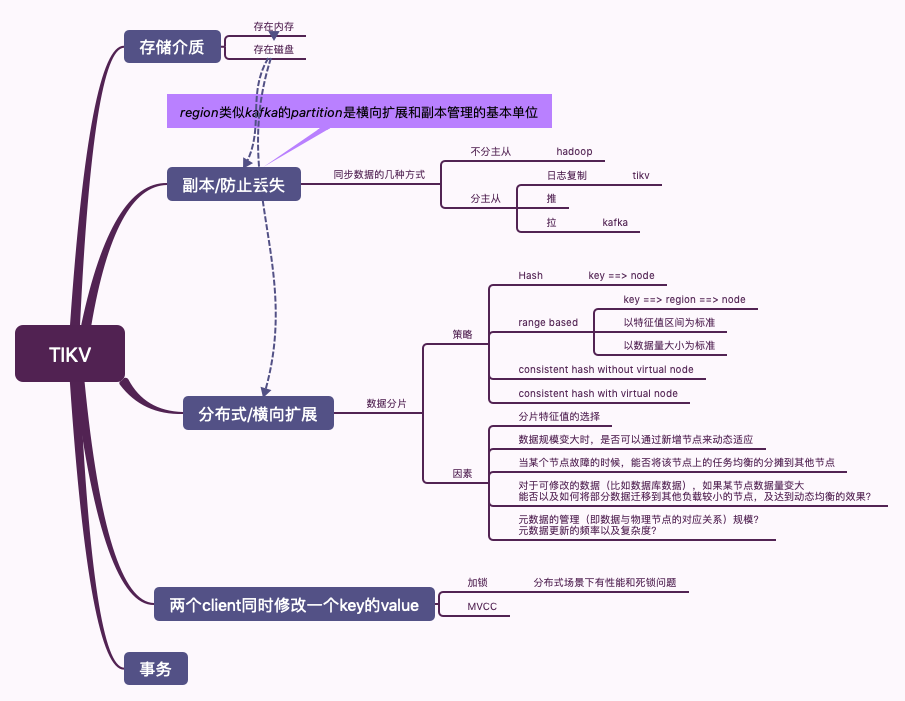 TIKV
存储介质
存在内存
存在磁盘
region类似kafka的partition是横向扩展和副本管理的基本单位
副本/防止丢失
同步数据的几种方式
不分主从
hadoop
分主从
日志复制
tikv
推
拉
kafka
分布式/横向扩展
数据分片
策略
Hash
key ==> node
range based
key ==> region ==> node
以特征值区间为标准
以数据量大小为标准
consistent hash without virtual node
consistent hash with virtual node
因素
分片特征值的选择
数据规模变大时，是否可以通过新增节点来动态适应
当某个节点故障的时候，能否将该节点上的任务均衡的分摊到其他节点
对于可修改的数据（比如数据库数据），如果某节点数据量变大
能否以及如何将部分数据迁移到其他负载较小的节点，及达到动态均衡的效果?
元数据的管理（即数据与物理节点的对应关系）规模?
元数据更新的频率以及复杂度?
两个client同时修改一个key的value
加锁
分布式场景下有性能和死锁问题
MVCC
事务